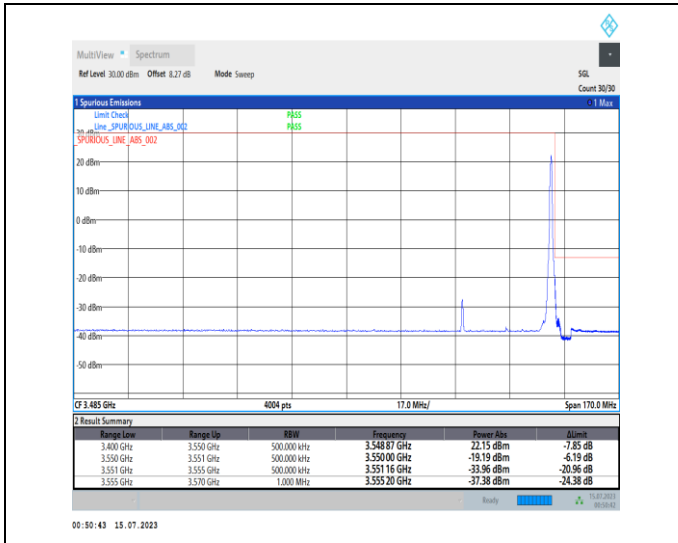 MultiView Spectrum
Ref Level 30.00 dBm Offset 8.27 dB Mode Sweep SGL
Count 30/30
1 Spurious Emissions 1 Max
Limit Check PASS
Line _SPURIOUS_LINE_ABS_002 PASS
30 dBm
_SPURIOUS_LINE_ABS_002
20 dBm
10 dBm
0 dBm
-10 dBm
-20 dBm
-30 dBm
-40 dBm
-50 dBm
CF 3.485 GHz 4004 pts 17.0 MHz/ Span 170.0 MHz
2 Result Summary
Range Low Range Up RBW Frequency Power Abs ΔLimit
3.400 GHz 3.550 GHz 500.000 kHz 3.548 87 GHz 22.15 dBm -7.85 dB
3.550 GHz 3.551 GHz 500.000 kHz 3.550 00 GHz -19.19 dBm -6.19 dB
3.551 GHz 3.555 GHz 500.000 kHz 3.551 16 GHz -33.96 dBm -20.96 dB
3.555 GHz 3.570 GHz 1.000 MHz 3.555 20 GHz -37.38 dBm -24.38 dB
Ready 15.07.2023
00:50:42
00:50:43 15.07.2023